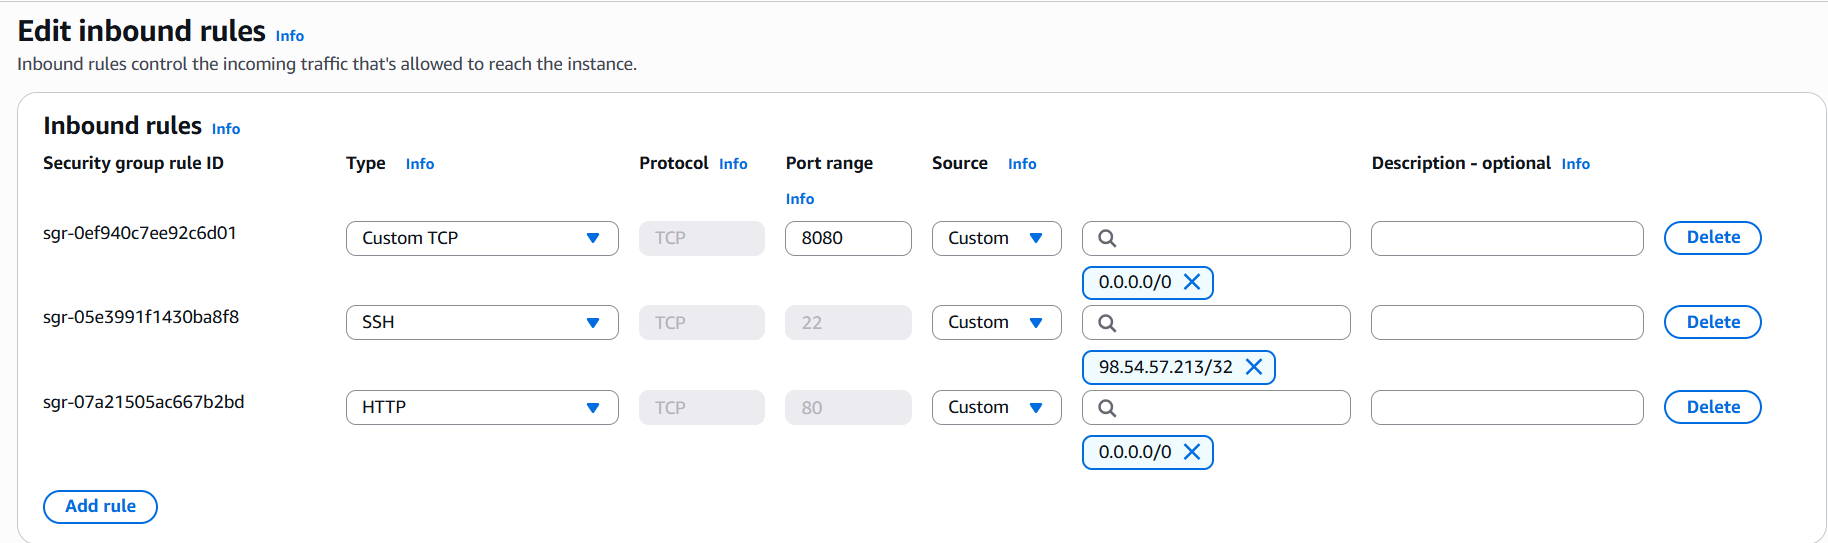 Edit inbound rules Info
Inbound rules control the incoming traffic that's allowed to reach the instance.
Inbound rules Info
Security group rule ID Type Info Protocol Info Port range Info Source Info Description - optional Info
sgr-0ef940c7ee92c6d01 Custom TCP TCP 8080 Custom Delete
0.0.0.0/0
sgr-05e3991f1430ba8f8 SSH TCP 22 Custom Delete
98.54.57.213/32
sgr-07a21505ac667b2bd HTTP TCP 80 Custom Delete
0.0.0.0/0
Add rule